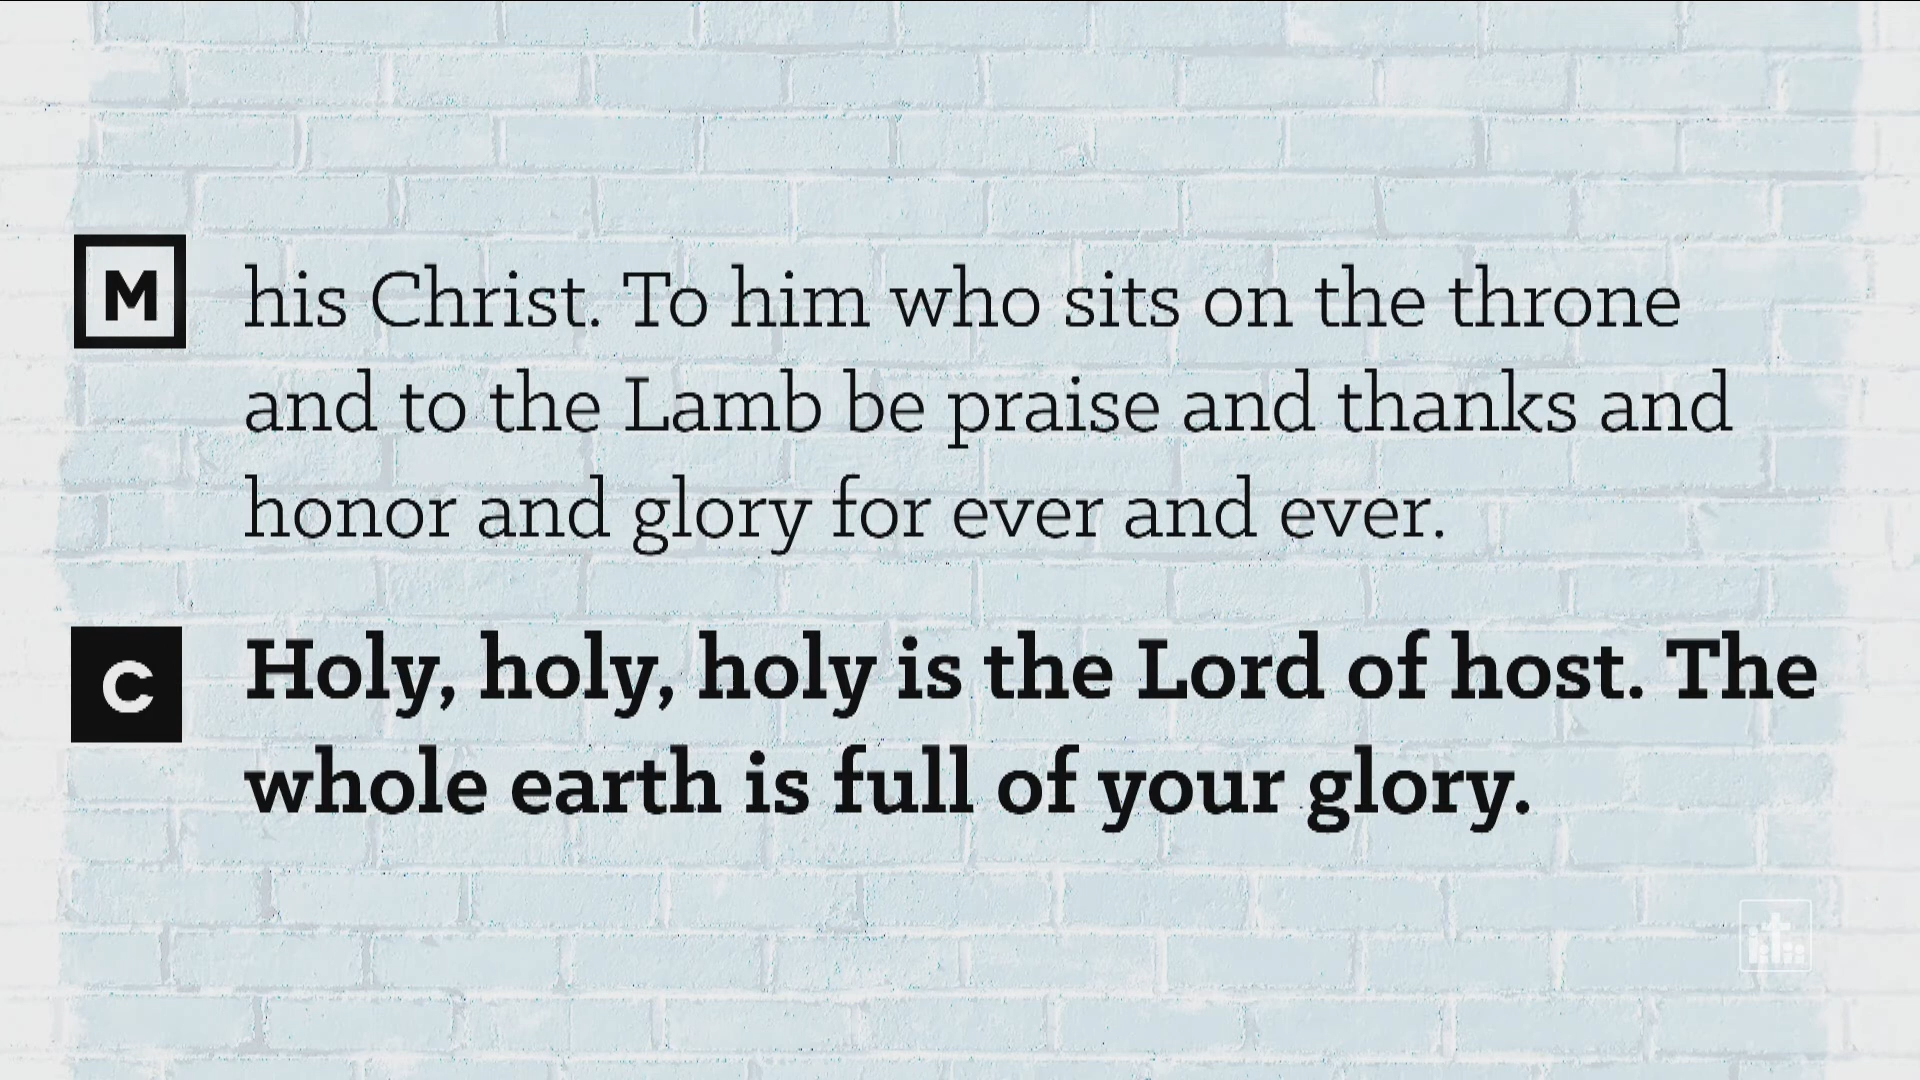 M his Christ. To him who sits on the throne
and to the Lamb be praise and thanks and
honor and glory for ever and ever.
C Holy, holy, holy is the Lord of host. The
whole earth is full of your glory.